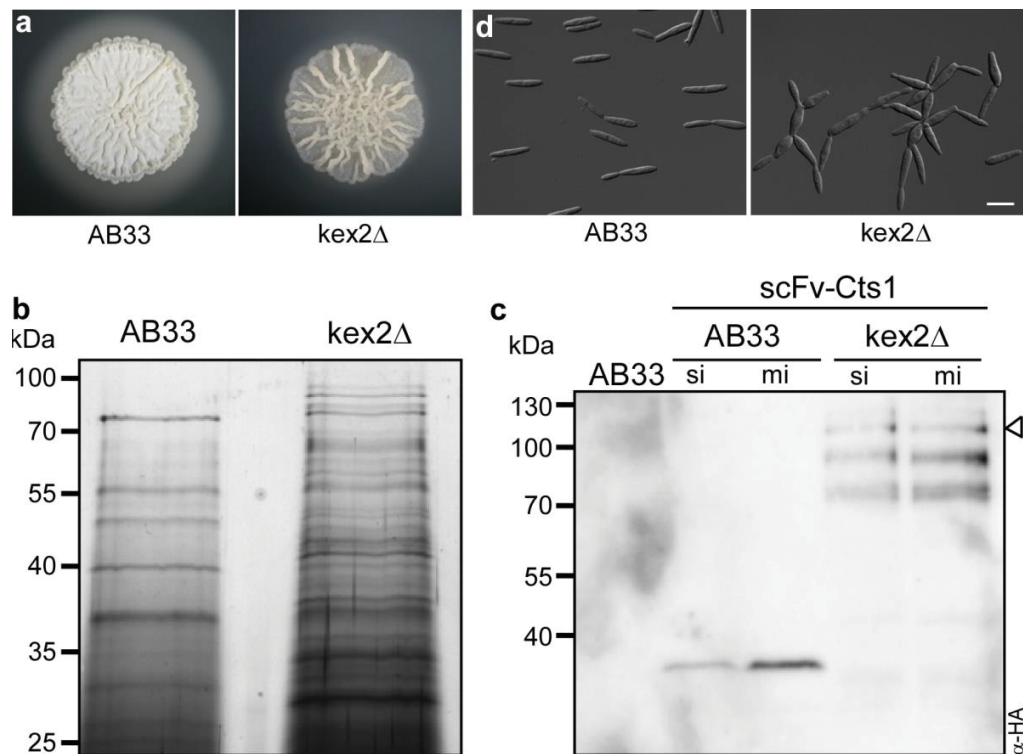 a
AB33
kex2Δ
d
AB33
kex2Δ
b
kDa
AB33
kex2Δ
100
70
55
40
35
25
c
scFv-Cts1
kDa
AB33
kex2Δ
AB33
si
mi
si
mi
130
100
70
55
40
α-HA